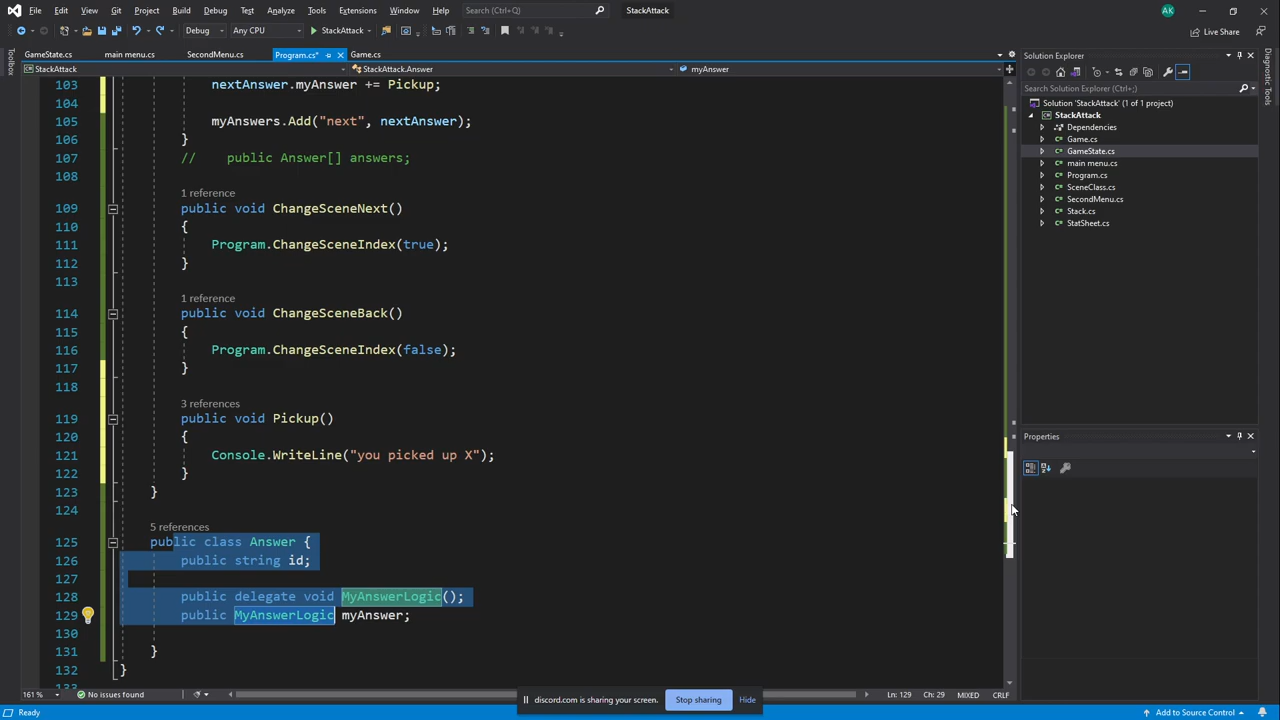 File Edit View Git Project Build Debug Test Analyze Tools Extensions Window Help Search (Ctrl+Q) StackAttack AK
Debug Any CPU StackAttack Live Share
GameState.cs main menu.cs SecondMenu.cs Program.cs* Game.cs
StackAttack StackAttack.Answer myAnswer
Toolbox
103 nextAnswer.myAnswer += Pickup;
104
105 myAnswers.Add("next", nextAnswer);
106 }
107 // public Answer[] answers;
108
1 reference
109 public void ChangeSceneNext()
110 {
111 Program.ChangeSceneIndex(true);
112 }
113
1 reference
114 public void ChangeSceneBack()
115 {
116 Program.ChangeSceneIndex(false);
117 }
118
3 references
119 public void Pickup()
120 {
121 Console.WriteLine("you picked up X");
122 }
123 }
124
5 references
125 public class Answer {
126 public string id;
127
128 public delegate void MyAnswerLogic();
129 public MyAnswerLogic myAnswer;
130
131 }
132 }
133
161 % No issues found Ln: 129 Ch: 29 MIXED CRLF
discord.com is sharing your screen. Stop sharing Hide
Ready Add to Source Control
Solution Explorer
Search Solution Explorer (Ctrl+;)
Solution 'StackAttack' (1 of 1 project)
StackAttack
Dependencies
Game.cs
GameState.cs
main menu.cs
Program.cs
SceneClass.cs
SecondMenu.cs
Stack.cs
StatSheet.cs
Properties
Diagnostic Tools